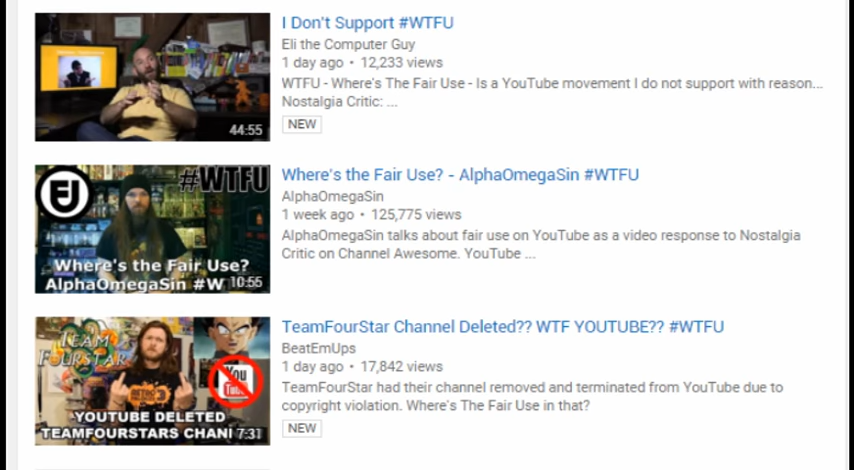 I Don't Support #WTFU
Eli the Computer Guy
1 day ago • 12,233 views
WTFU - Where's The Fair Use - Is a YouTube movement I do not support with reason...
Nostalgia Critic: ...
NEW
44:55
Where's the Fair Use? - AlphaOmegaSin #WTFU
AlphaOmegaSin
1 week ago • 125,775 views
AlphaOmegaSin talks about fair use on YouTube as a video response to Nostalgia
Critic on Channel Awesome. YouTube ...
#WTFU
Where's the Fair Use?
AlphaOmegaSin #W 10:55
TeamFourStar Channel Deleted?? WTF YOUTUBE?? #WTFU
BeatEmUps
1 day ago • 17,842 views
TeamFourStar had their channel removed and terminated from YouTube due to
copyright violation. Where's The Fair Use in that?
NEW
TEAM
FOURSTAR
You
Tube
YOUTUBE DELETED
TEAMFOURSTARS CHANI 7:31